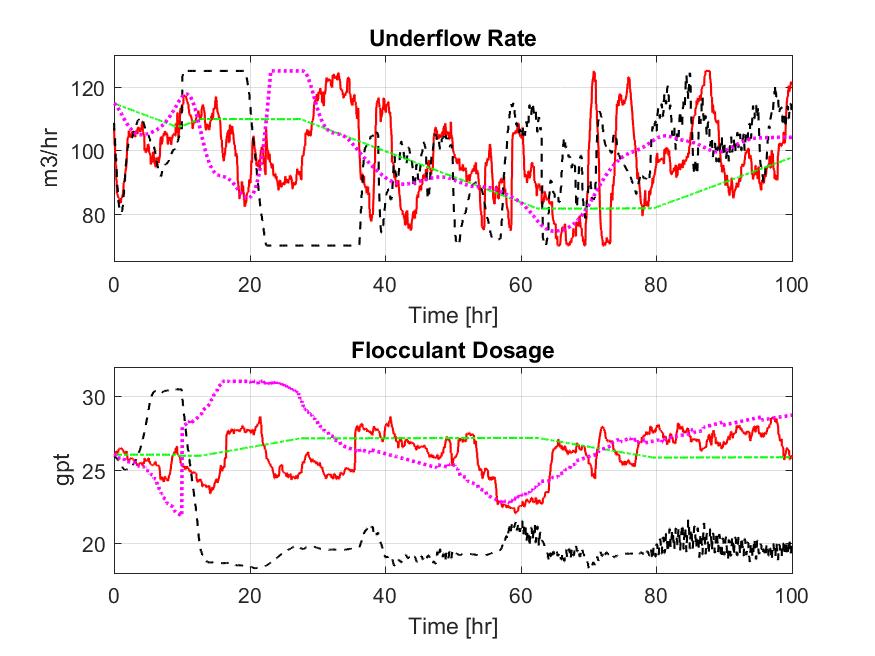 Underflow Rate
120
100
80
m3/hr
0 20 40 60 80 100
Time [hr]
Flocculant Dosage
30
25
20
gpt
0 20 40 60 80 100
Time [hr]